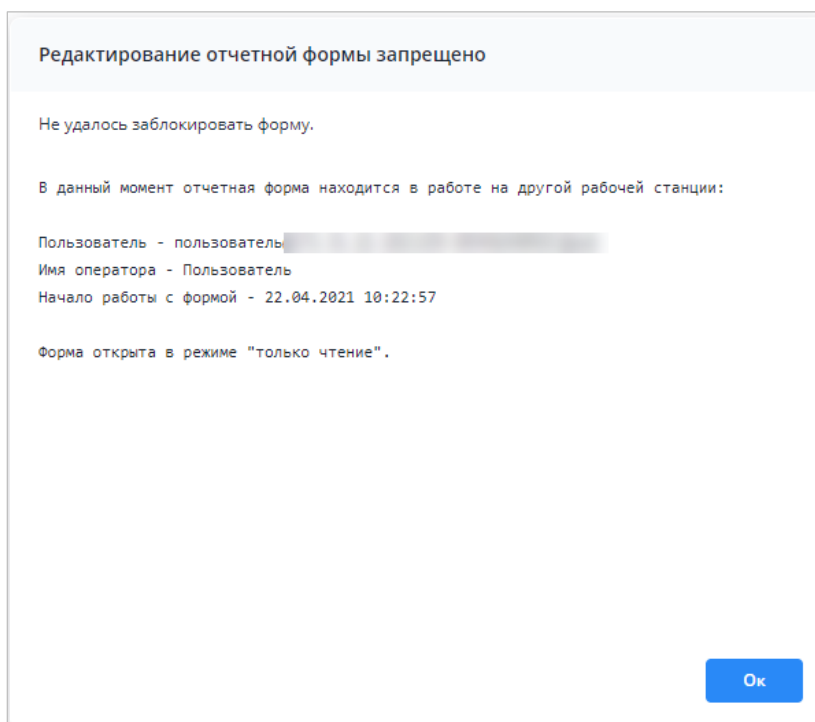 Редактирование отчетной формы запрещено
Не удалось заблокировать форму.
В данный момент отчетная форма находится в работе на другой рабочей станции:
Пользователь - пользователь
Имя оператора - Пользователь
Начало работы с формой - 22.04.2021 10:22:57
Форма открыта в режиме "только чтение".
Ок